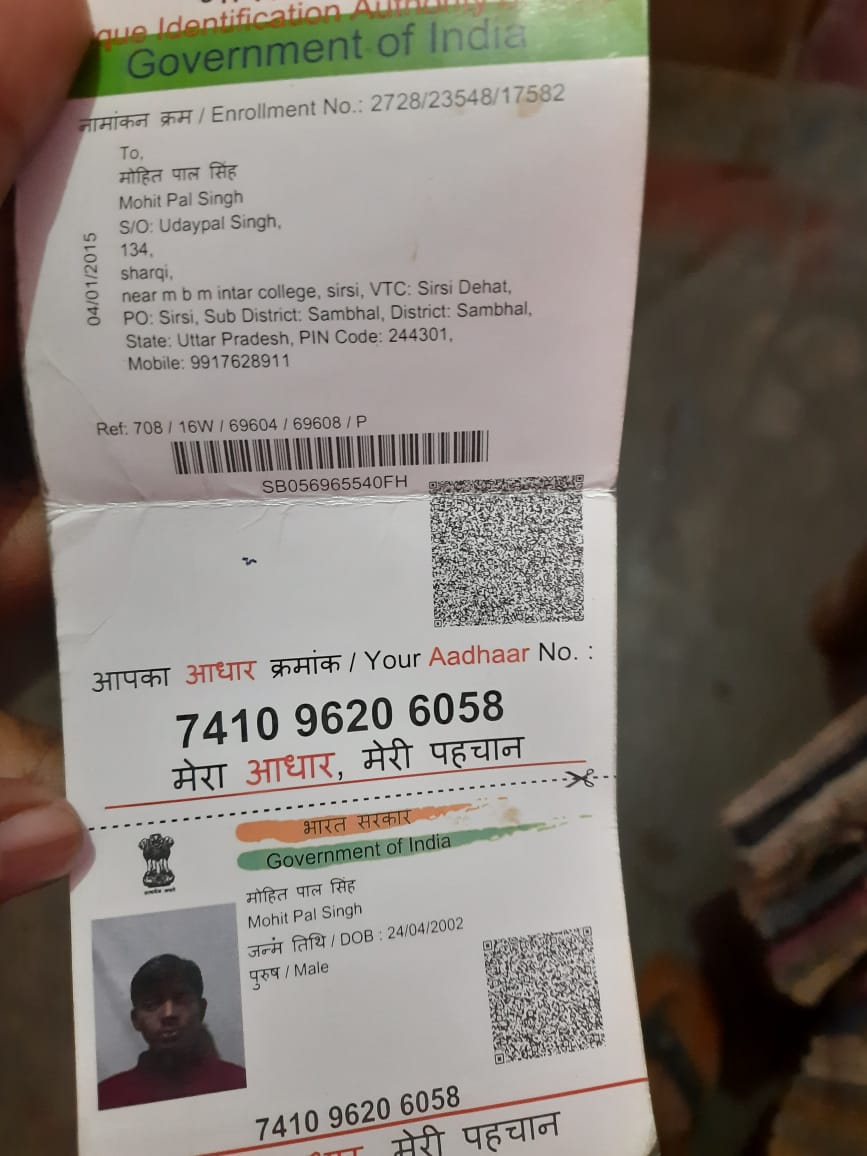 que Identification Authority
Government of India
नामांकन क्रम / Enrollment No.: 2728/23548/17582
To,
मोहित पाल सिंह
Mohit Pal Singh
S/O: Udaypal Singh,
134,
sharqi,
near m b m intar college, sirsi, VTC: Sirsi Dehat,
PO: Sirsi, Sub District: Sambhal, District: Sambhal,
State: Uttar Pradesh, PIN Code: 244301,
Mobile: 9917628911
04/01/2015
Ref: 708 / 16W / 69604 / 69608 / P
SB056965540FH
आपका आधार क्रमांक / Your Aadhaar No. :
7410 9620 6058
मेरा आधार, मेरी पहचान
भारत सरकार
Government of India
मोहित पाल सिंह
Mohit Pal Singh
जन्म तिथि / DOB : 24/04/2002
पुरुष / Male
7410 9620 6058
मेरी पहचान